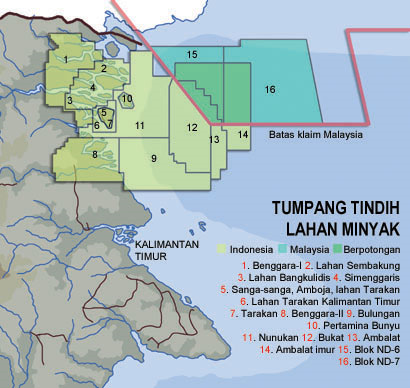 15
1
2
16
4
10
3
5
6
7
11
12
13
14
Batas klaim Malaysia
8
9
TUMPANG TINDIH
LAHAN MINYAK
KALIMANTAN
TIMUR
Indonesia Malaysia Berpotongan
1. Benggara-I 2. Lahan Sembakung
3. Lahan Bangkulidis 4. Simenggaris
5. Sanga-sanga, Amboja, lahan Tarakan
6. Lahan Tarakan Kalimantan Timur
7. Tarakan 8. Benggara-II 9. Bulungan
10. Pertamina Bunyu
11. Nunukan 12. Bukat 13. Ambalat
14. Ambalat imur 15. Blok ND-6
16. Blok ND-7